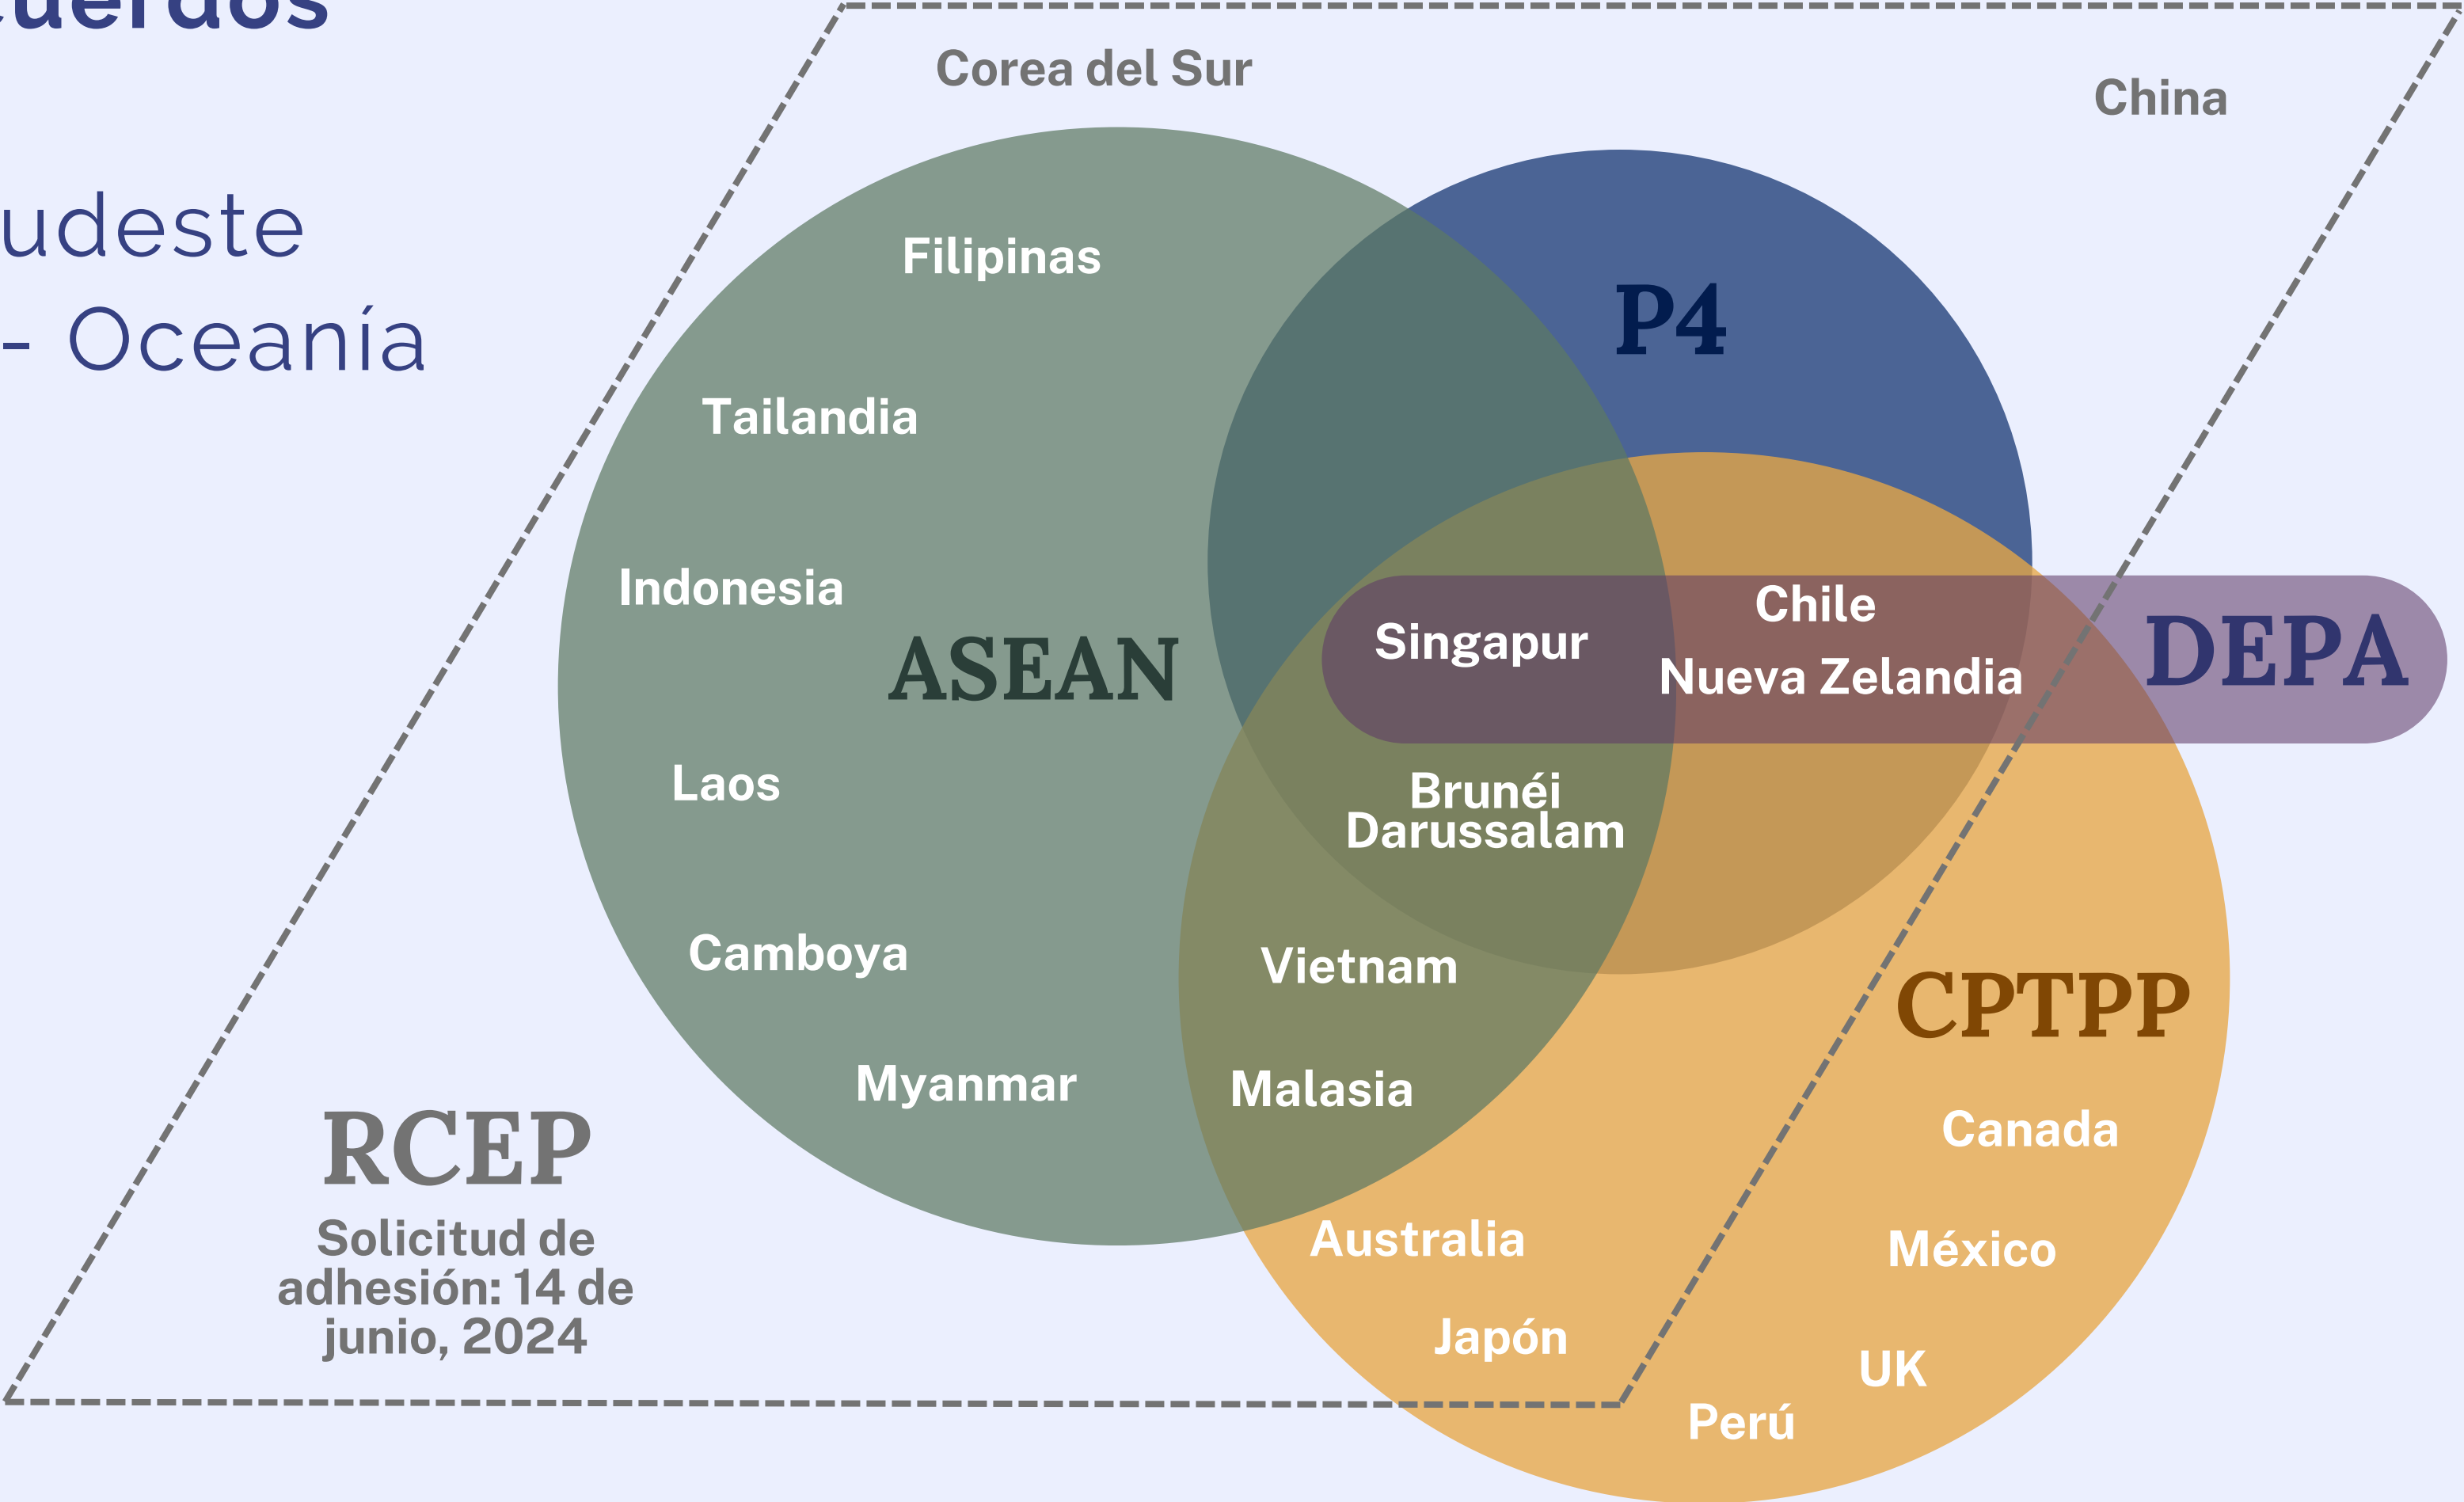 udeste
- Oceanía
Corea del Sur
China
Filipinas
P4
Tailandia
Indonesia
ASEAN
Singapur
Chile
Nueva Zelandia
DEPA
Laos
Brunéi
Darussalam
Camboya
Vietnam
CPTPP
Myanmar
Malasia
Canada
RCEP
Solicitud de
adhesión: 14 de
junio, 2024
Australia
México
Japón
UK
Perú